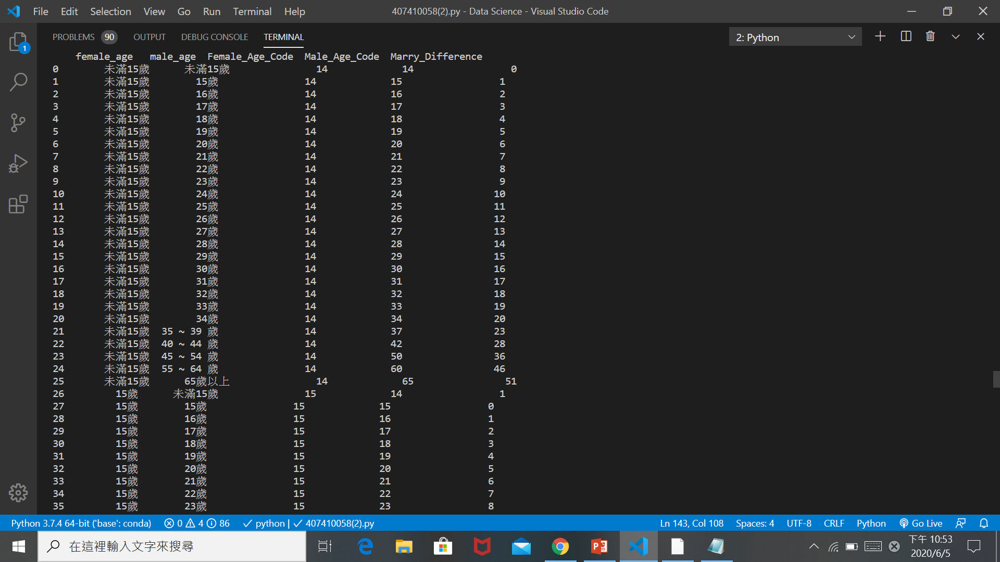 File Edit Selection View Go Run Terminal Help 407410058(2).py - Data Science - Visual Studio Code
PROBLEMS 90 OUTPUT DEBUG CONSOLE TERMINAL 2: Python
1
female_age male_age Female_Age_Code Male_Age_Code Marry_Difference
0 未滿15歲 未滿15歲 14 14 0
1 未滿15歲 15歲 14 15 1
2 未滿15歲 16歲 14 16 2
3 未滿15歲 17歲 14 17 3
4 未滿15歲 18歲 14 18 4
5 未滿15歲 19歲 14 19 5
6 未滿15歲 20歲 14 20 6
7 未滿15歲 21歲 14 21 7
8 未滿15歲 22歲 14 22 8
9 未滿15歲 23歲 14 23 9
10 未滿15歲 24歲 14 24 10
11 未滿15歲 25歲 14 25 11
12 未滿15歲 26歲 14 26 12
13 未滿15歲 27歲 14 27 13
14 未滿15歲 28歲 14 28 14
15 未滿15歲 29歲 14 29 15
16 未滿15歲 30歲 14 30 16
17 未滿15歲 31歲 14 31 17
18 未滿15歲 32歲 14 32 18
19 未滿15歲 33歲 14 33 19
20 未滿15歲 34歲 14 34 20
21 未滿15歲 35 ~ 39 歲 14 37 23
22 未滿15歲 40 ~ 44 歲 14 42 28
23 未滿15歲 45 ~ 54 歲 14 50 36
24 未滿15歲 55 ~ 64 歲 14 60 46
25 未滿15歲 65歲以上 14 65 51
26 15歲 未滿15歲 15 14 1
27 15歲 15歲 15 15 0
28 15歲 16歲 15 16 1
29 15歲 17歲 15 17 2
30 15歲 18歲 15 18 3
31 15歲 19歲 15 19 4
32 15歲 20歲 15 20 5
33 15歲 21歲 15 21 6
34 15歲 22歲 15 22 7
35 15歲 23歲 15 23 8
Python 3.7.4 64-bit ('base': conda) 0 4 86 python | 407410058(2).py Ln 143, Col 108 Spaces: 4 UTF-8 CRLF Python Go Live
在這裡輸入文字來搜尋
下午 10:53
2020/6/5